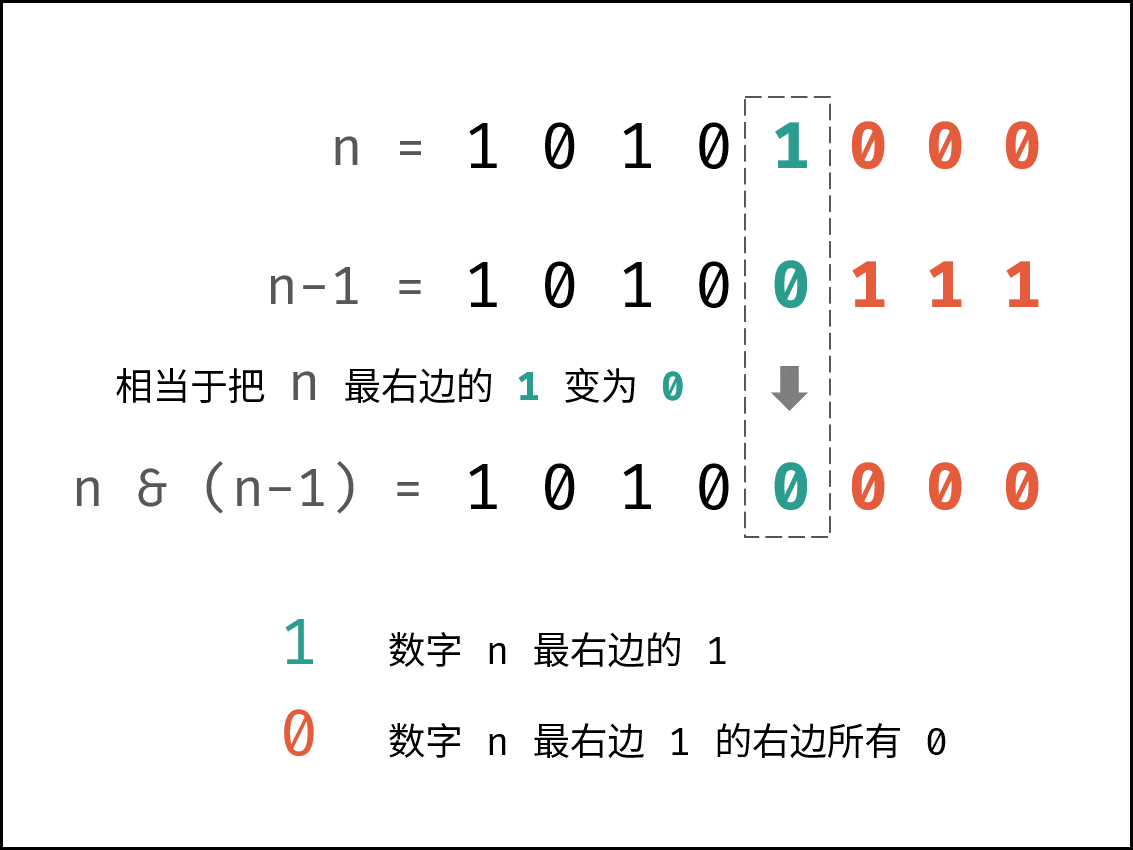 n = 1 0 1 0 1 0 0 0
n-1 = 1 0 1 0 0 1 1 1
相当于把 n 最右边的 1 变为 0
n & (n-1) = 1 0 1 0 0 0 0 0
1 数字 n 最右边的 1
0 数字 n 最右边 1 的右边所有 0